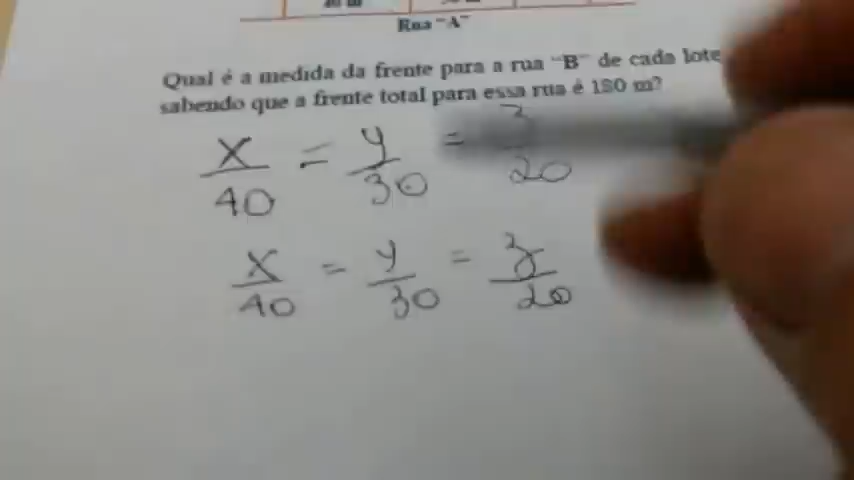 Rua "A"
Qual é a medida da frente para a rua "B" de cada lote
sabendo que a frente total para essa rua é 180 m?
x/40 = y/30 = z/20
x/40 = y/30 = z/20